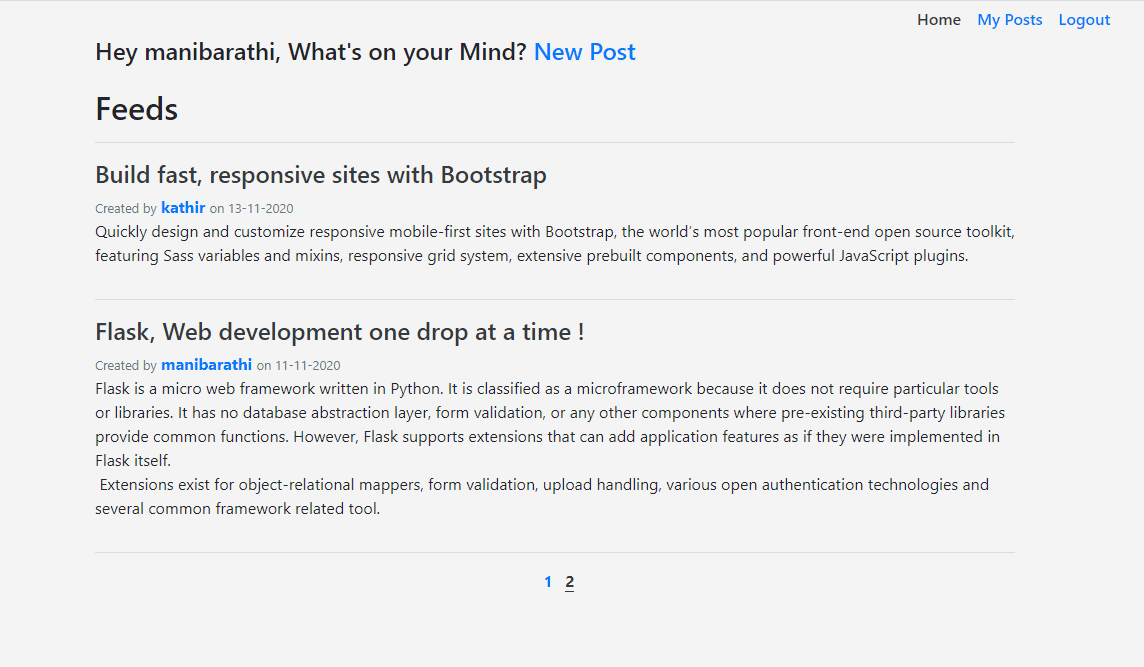 Home My Posts Logout
Hey manibarathi, What's on your Mind? New Post
Feeds
Build fast, responsive sites with Bootstrap
Created by kathir on 13-11-2020
Quickly design and customize responsive mobile-first sites with Bootstrap, the world’s most popular front-end open source toolkit,
featuring Sass variables and mixins, responsive grid system, extensive prebuilt components, and powerful JavaScript plugins.
Flask, Web development one drop at a time !
Created by manibarathi on 11-11-2020
Flask is a micro web framework written in Python. It is classified as a microframework because it does not require particular tools
or libraries. It has no database abstraction layer, form validation, or any other components where pre-existing third-party libraries
provide common functions. However, Flask supports extensions that can add application features as if they were implemented in
Flask itself.
Extensions exist for object-relational mappers, form validation, upload handling, various open authentication technologies and
several common framework related tool.
1 2